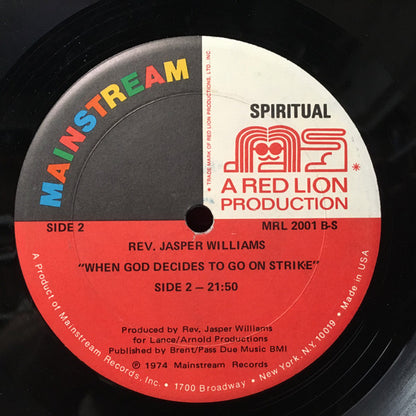 MAINSTREAM
TRADE MARK OF RED LION PRODUCTIONS, LTD., INC.
SPIRITUAL
A RED LION
PRODUCTION
SIDE 2
MRL 2001 B-S
REV. JASPER WILLIAMS
"WHEN GOD DECIDES TO GO ON STRIKE"
SIDE 2 — 21:50
Produced by Rev. Jasper Williams
for Lance/Arnold Productions
Published by Brent/Pass Due Music BMI
℗ 1974 Mainstream Records
A Product of Mainstream Records, Inc. • 1700 Broadway • New York, N.Y. 10019 • Made in USA